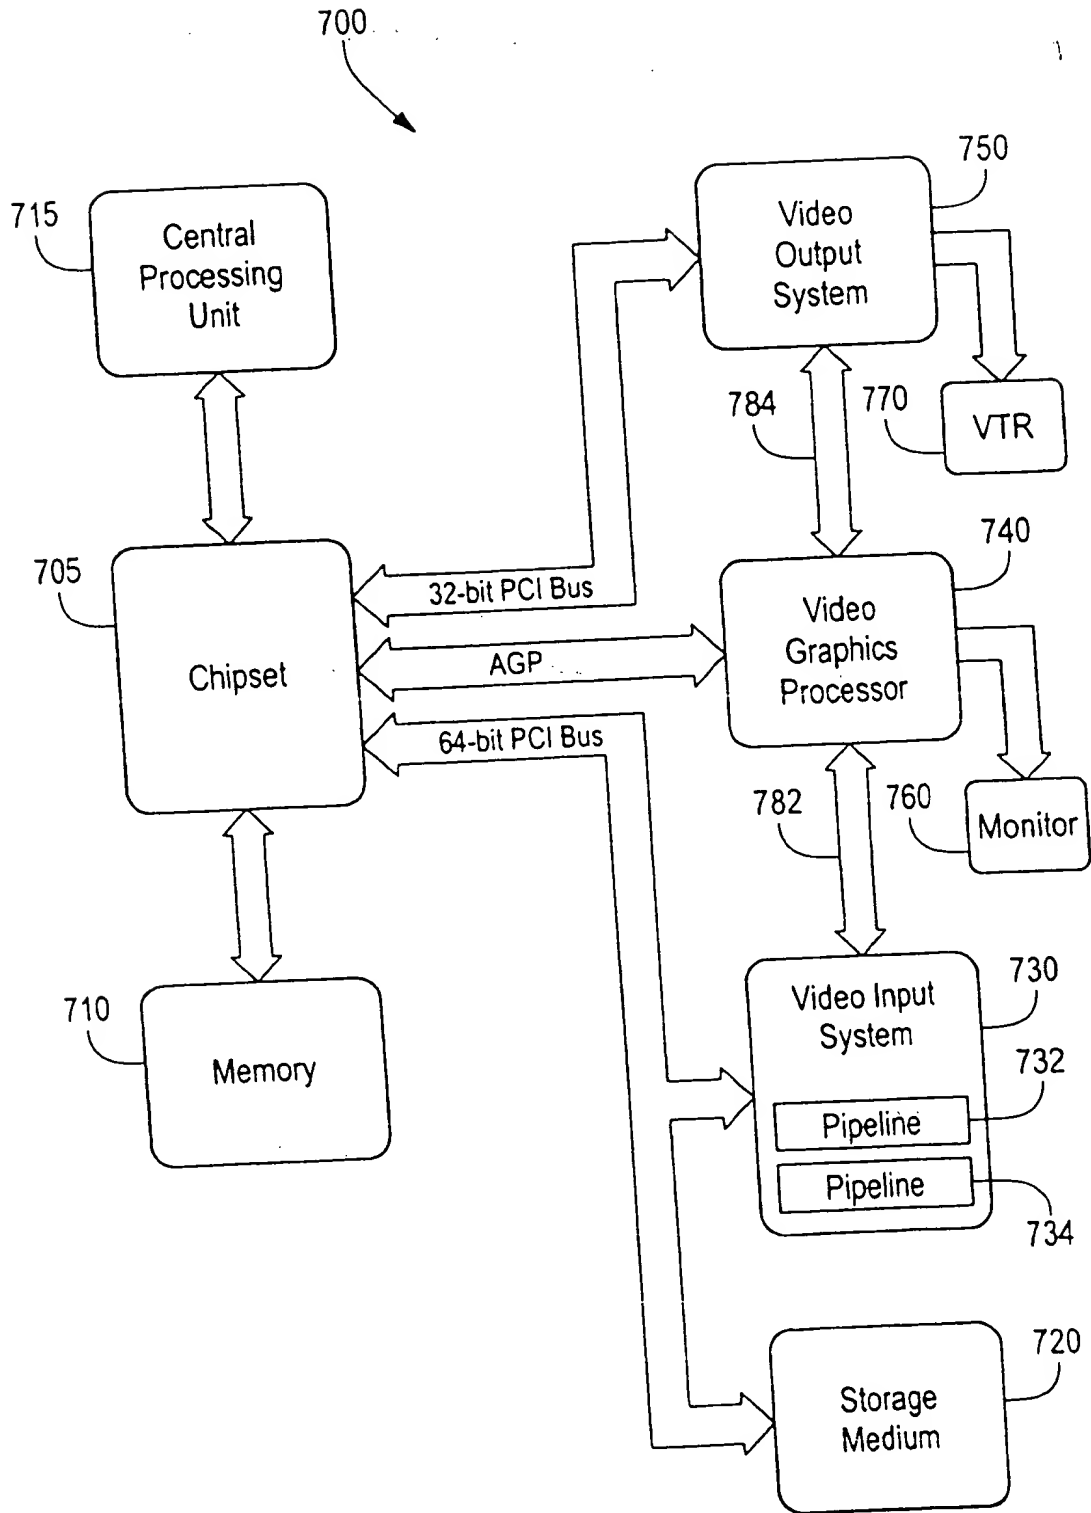 700
750
715
Central
Processing
Unit
Video
Output
System
784
770
VTR
705
Chipset
32-bit PCI Bus
AGP
64-bit PCI Bus
740
Video
Graphics
Processor
782
760
Monitor
710
Memory
730
Video Input
System
732
Pipeline
Pipeline
734
720
Storage
Medium